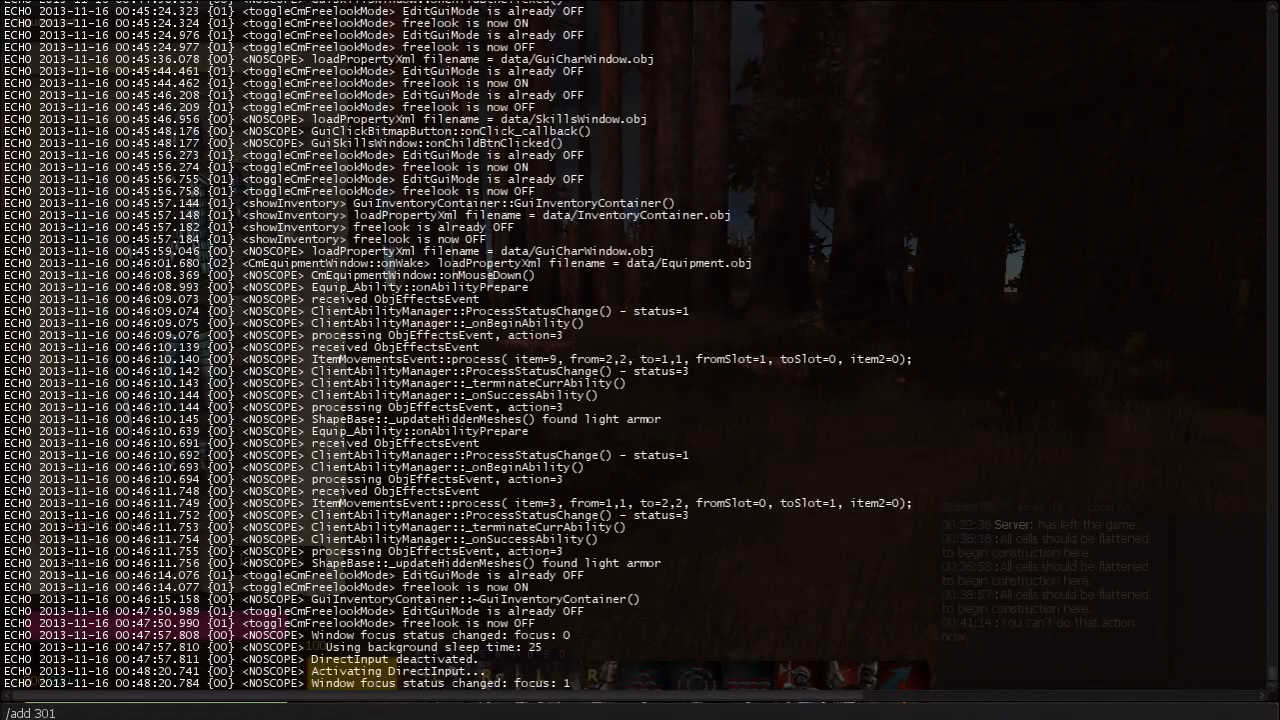 ECHO 2013-11-16 00:45:24.323 {01} <toggleCmFreelookMode> EditGuiMode is already OFF
ECHO 2013-11-16 00:45:24.324 {01} <toggleCmFreelookMode> freelook is now ON
ECHO 2013-11-16 00:45:24.976 {01} <toggleCmFreelookMode> EditGuiMode is already OFF
ECHO 2013-11-16 00:45:24.977 {01} <toggleCmFreelookMode> freelook is now OFF
ECHO 2013-11-16 00:45:36.078 {00} <NOSCOPE> loadPropertyXml filename = data/GuiCharWindow.obj
ECHO 2013-11-16 00:45:44.461 {01} <toggleCmFreelookMode> EditGuiMode is already OFF
ECHO 2013-11-16 00:45:44.462 {01} <toggleCmFreelookMode> freelook is now ON
ECHO 2013-11-16 00:45:46.208 {01} <toggleCmFreelookMode> EditGuiMode is already OFF
ECHO 2013-11-16 00:45:46.209 {01} <toggleCmFreelookMode> freelook is now OFF
ECHO 2013-11-16 00:45:46.956 {00} <NOSCOPE> loadPropertyXml filename = data/SkillsWindow.obj
ECHO 2013-11-16 00:45:48.176 {00} <NOSCOPE> GuiClickBitmapButton::onClick_callback()
ECHO 2013-11-16 00:45:48.177 {00} <NOSCOPE> GuiSkillsWindow::onChildBtnClicked()
ECHO 2013-11-16 00:45:56.273 {01} <toggleCmFreelookMode> EditGuiMode is already OFF
ECHO 2013-11-16 00:45:56.274 {01} <toggleCmFreelookMode> freelook is now ON
ECHO 2013-11-16 00:45:56.755 {01} <toggleCmFreelookMode> EditGuiMode is already OFF
ECHO 2013-11-16 00:45:56.758 {01} <toggleCmFreelookMode> freelook is now OFF
ECHO 2013-11-16 00:45:57.144 {01} <showInventory> GuiInventoryContainer::GuiInventoryContainer()
ECHO 2013-11-16 00:45:57.148 {01} <showInventory> loadPropertyXml filename = data/InventoryContainer.obj
ECHO 2013-11-16 00:45:57.182 {01} <showInventory> freelook is already OFF
ECHO 2013-11-16 00:45:57.184 {01} <showInventory> freelook is now OFF
ECHO 2013-11-16 00:45:59.046 {00} <NOSCOPE> loadPropertyXml filename = data/GuiCharWindow.obj
ECHO 2013-11-16 00:46:01.680 {02} <CmEquipmentWindow::onWake> loadPropertyXml filename = data/Equipment.obj
ECHO 2013-11-16 00:46:08.369 {00} <NOSCOPE> CmEquipmentWindow::onMouseDown()
ECHO 2013-11-16 00:46:08.993 {00} <NOSCOPE> Equip_Ability::onAbilityPrepare
ECHO 2013-11-16 00:46:09.073 {00} <NOSCOPE> received ObjEffectsEvent
ECHO 2013-11-16 00:46:09.074 {00} <NOSCOPE> ClientAbilityManager::ProcessStatusChange() - status=1
ECHO 2013-11-16 00:46:09.075 {00} <NOSCOPE> ClientAbilityManager::_onBeginAbility()
ECHO 2013-11-16 00:46:09.076 {00} <NOSCOPE> processing ObjEffectsEvent, action=3
ECHO 2013-11-16 00:46:10.139 {00} <NOSCOPE> received ObjEffectsEvent
ECHO 2013-11-16 00:46:10.140 {00} <NOSCOPE> ItemMovementsEvent::process( item=9, from=2,2, to=1,1, fromSlot=1, toSlot=0, item2=0);
ECHO 2013-11-16 00:46:10.142 {00} <NOSCOPE> ClientAbilityManager::ProcessStatusChange() - status=3
ECHO 2013-11-16 00:46:10.143 {00} <NOSCOPE> ClientAbilityManager::_terminateCurrAbility()
ECHO 2013-11-16 00:46:10.144 {00} <NOSCOPE> ClientAbilityManager::_onSuccessAbility()
ECHO 2013-11-16 00:46:10.144 {00} <NOSCOPE> processing ObjEffectsEvent, action=3
ECHO 2013-11-16 00:46:10.145 {00} <NOSCOPE> ShapeBase::_updateHiddenMeshes() found light armor
ECHO 2013-11-16 00:46:10.639 {00} <NOSCOPE> Equip_Ability::onAbilityPrepare
ECHO 2013-11-16 00:46:10.691 {00} <NOSCOPE> received ObjEffectsEvent
ECHO 2013-11-16 00:46:10.692 {00} <NOSCOPE> ClientAbilityManager::ProcessStatusChange() - status=1
ECHO 2013-11-16 00:46:10.693 {00} <NOSCOPE> ClientAbilityManager::_onBeginAbility()
ECHO 2013-11-16 00:46:10.694 {00} <NOSCOPE> processing ObjEffectsEvent, action=3
ECHO 2013-11-16 00:46:11.748 {00} <NOSCOPE> received ObjEffectsEvent
ECHO 2013-11-16 00:46:11.749 {00} <NOSCOPE> ItemMovementsEvent::process( item=3, from=1,1, to=2,2, fromSlot=0, toSlot=1, item2=0);
ECHO 2013-11-16 00:46:11.752 {00} <NOSCOPE> ClientAbilityManager::ProcessStatusChange() - status=3
ECHO 2013-11-16 00:46:11.753 {00} <NOSCOPE> ClientAbilityManager::_terminateCurrAbility()
ECHO 2013-11-16 00:46:11.754 {00} <NOSCOPE> ClientAbilityManager::_onSuccessAbility()
ECHO 2013-11-16 00:46:11.755 {00} <NOSCOPE> processing ObjEffectsEvent, action=3
ECHO 2013-11-16 00:46:11.756 {00} <NOSCOPE> ShapeBase::_updateHiddenMeshes() found light armor
ECHO 2013-11-16 00:46:14.076 {01} <toggleCmFreelookMode> EditGuiMode is already OFF
ECHO 2013-11-16 00:46:14.077 {01} <toggleCmFreelookMode> freelook is now ON
ECHO 2013-11-16 00:46:15.158 {00} <NOSCOPE> GuiInventoryContainer::~GuiInventoryContainer()
ECHO 2013-11-16 00:47:50.989 {01} <toggleCmFreelookMode> EditGuiMode is already OFF
ECHO 2013-11-16 00:47:50.990 {01} <toggleCmFreelookMode> freelook is now OFF
ECHO 2013-11-16 00:47:57.808 {00} <NOSCOPE> Window focus status changed: focus: 0
ECHO 2013-11-16 00:47:57.810 {00} <NOSCOPE>   Using background sleep time: 25
ECHO 2013-11-16 00:47:57.811 {00} <NOSCOPE> DirectInput deactivated.
ECHO 2013-11-16 00:48:20.741 {00} <NOSCOPE> Activating DirectInput...
ECHO 2013-11-16 00:48:20.784 {00} <NOSCOPE> Window focus status changed: focus: 1
00:22:36 Server: has left the game
00:36:16 :All cells should be flattened
to begin construction here.
00:36:58 :All cells should be flattened
to begin construction here.
00:38:57 :All cells should be flattened
to begin construction here.
00:41:14 :You can't do that action
now
/add 301